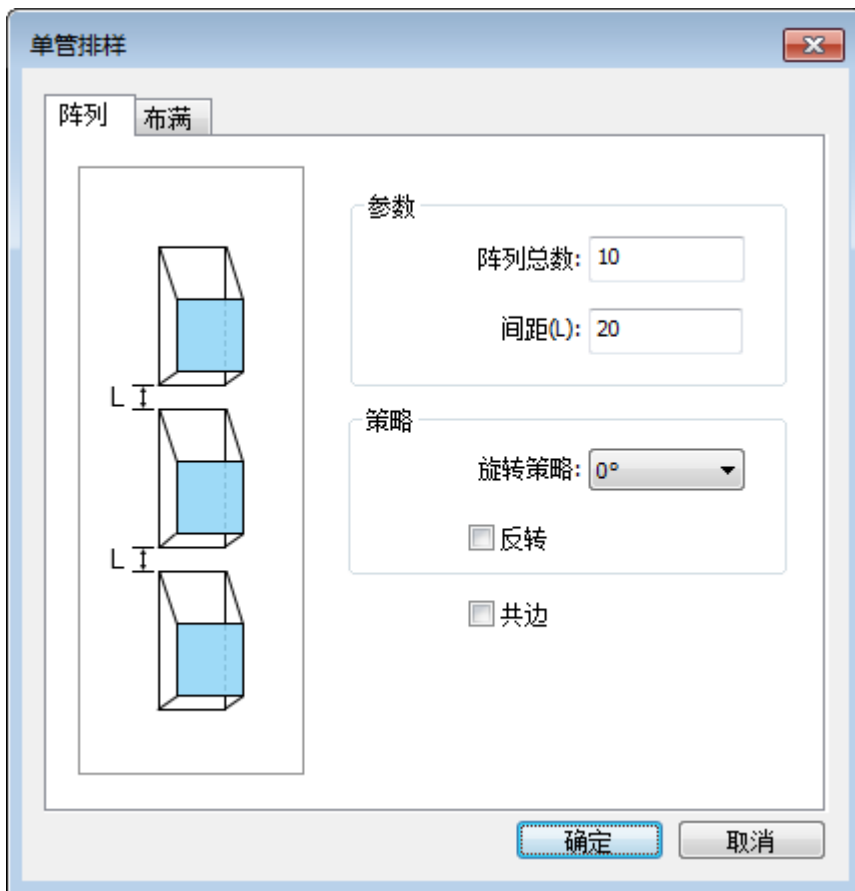 单管排样
阵列 布满
参数
阵列总数: 10
L
间距(L): 20
策略
旋转策略: 0°
L
反转
共边
确定 取消